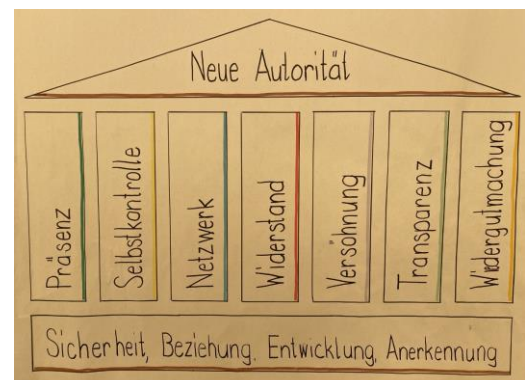 Neue Autorität
Präsenz
Selbstkontrolle
Netzwerk
Widerstand
Versöhnung
Transparenz
Widergutmachung
Sicherheit, Beziehung, Entwicklung, Anerkennung